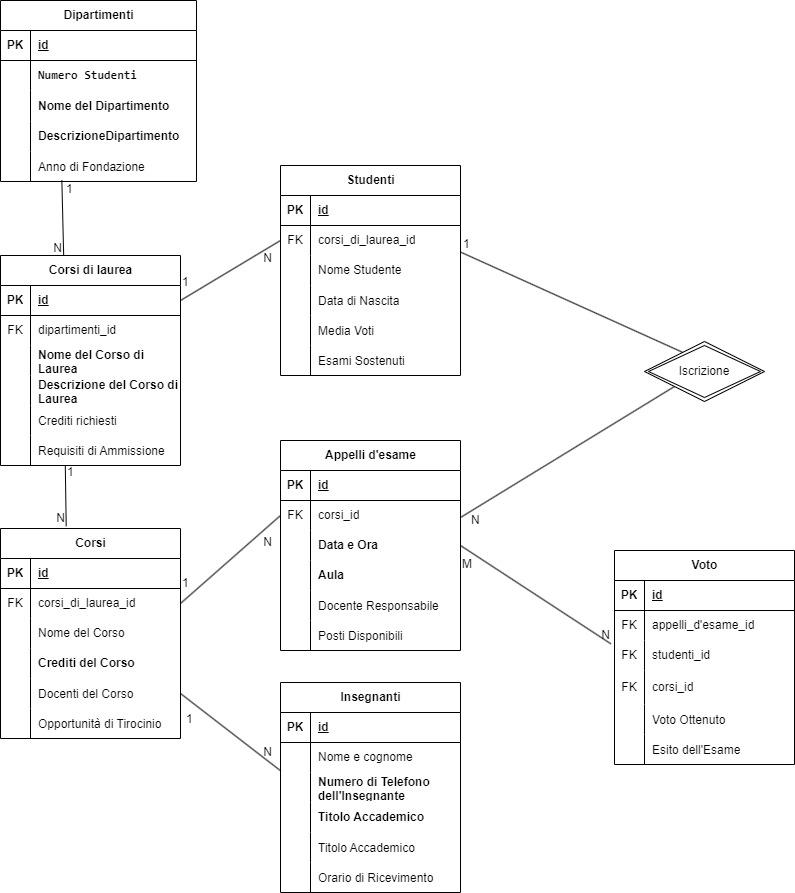 Dipartimenti
PK id
Numero Studenti
Nome del Dipartimento
DescrizioneDipartimento
Anno di Fondazione
1
N
Corsi di laurea
PK id
FK dipartimenti_id
Nome del Corso di
Laurea
Descrizione del Corso di
Laurea
Crediti richiesti
Requisiti di Ammissione
1
N
1
N
Studenti
PK id
FK corsi_di_laurea_id
Nome Studente
Data di Nascita
Media Voti
Esami Sostenuti
1
Iscrizione
N
Corsi
PK id
FK corsi_di_laurea_id
Nome del Corso
Crediti del Corso
Docenti del Corso
Opportunità di Tirocinio
1
N
1
N
Appelli d'esame
PK id
FK corsi_id
Data e Ora
Aula
Docente Responsabile
Posti Disponibili
M
N
Voto
PK id
FK appelli_d'esame_id
FK studenti_id
FK corsi_id
Voto Ottenuto
Esito dell'Esame
Insegnanti
PK id
Nome e cognome
Numero di Telefono
dell'Insegnante
Titolo Accademico
Titolo Accademico
Orario di Ricevimento